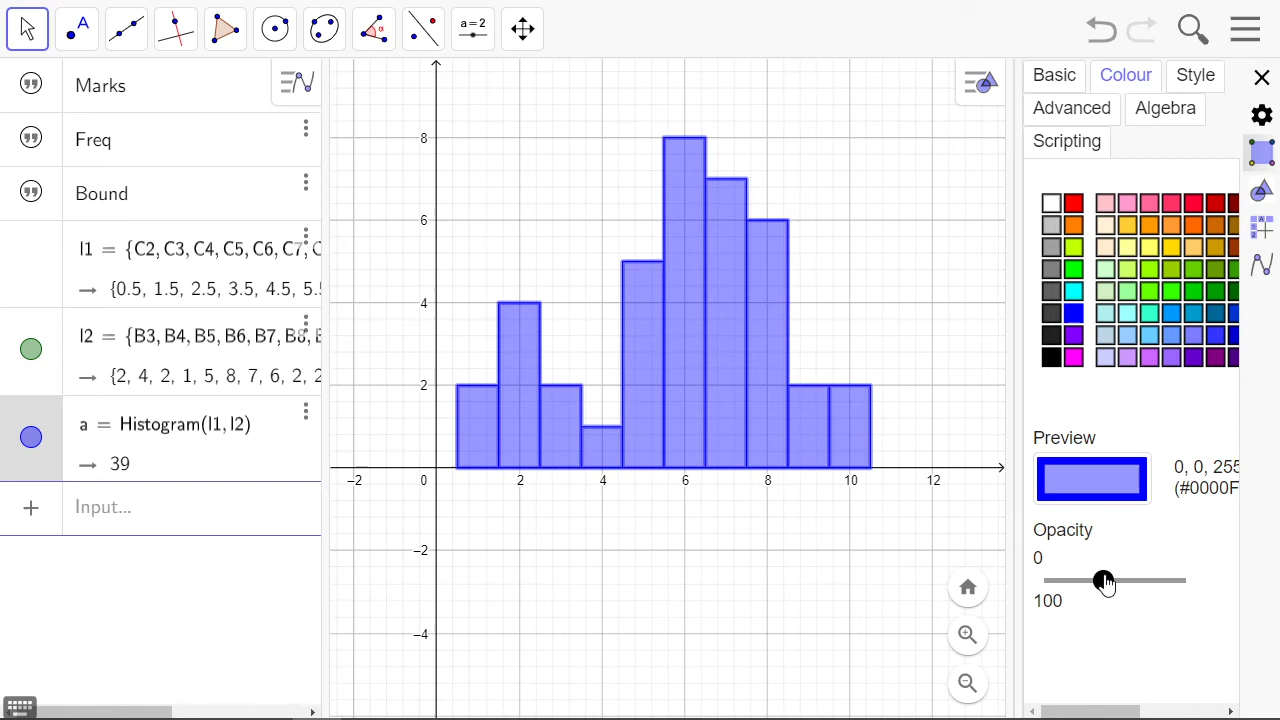 A
α
a=2
Marks
Freq
Bound
l1 = {C2, C3, C4, C5, C6, C7, C
→ {0.5, 1.5, 2.5, 3.5, 4.5, 5.5
l2 = {B3, B4, B5, B6, B7, B8, B
→ {2, 4, 2, 1, 5, 8, 7, 6, 2, 2
a = Histogram(l1, l2)
→ 39
+ Input...
8
6
4
2
0
−2
−4
−2
2
4
6
8
10
12
Basic
Colour
Style
Advanced
Algebra
Scripting
Preview
0, 0, 255
(#0000F
Opacity
0
100